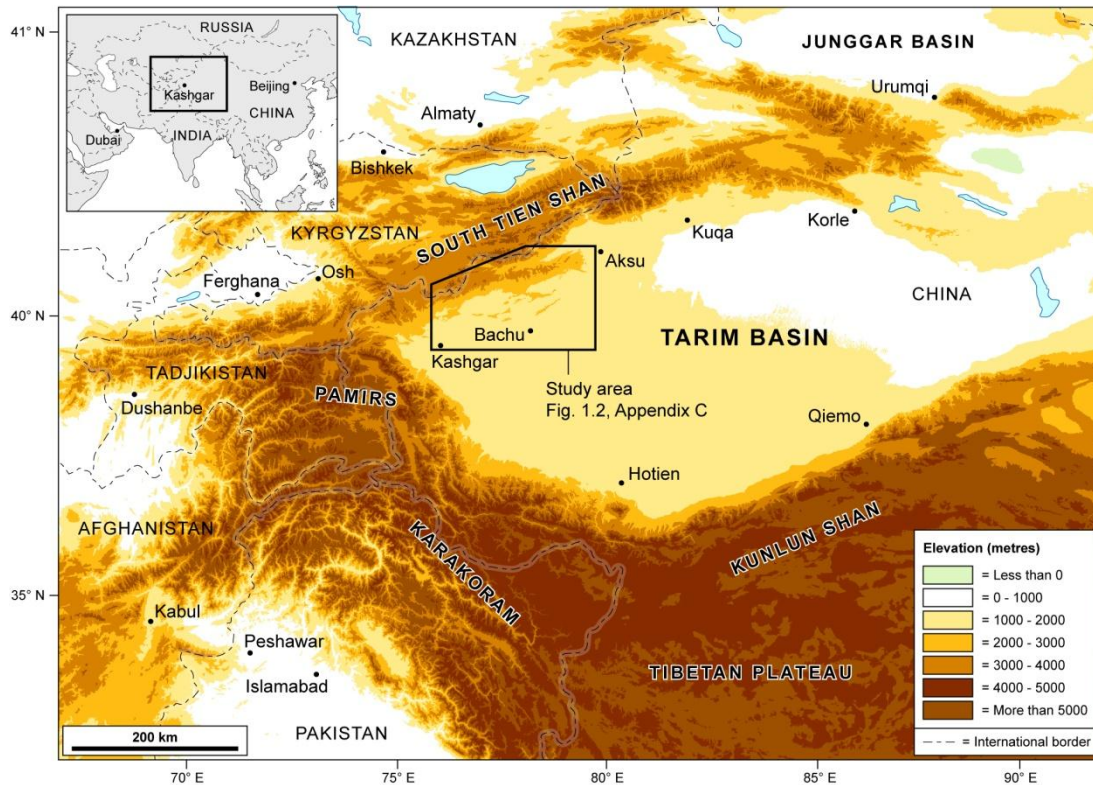 41° N
40° N
35° N
70° E
75° E
80° E
85° E
90° E
RUSSIA
Kashgar
Beijing
CHINA
Dubai
INDIA
KAZAKHSTAN
JUNGGAR BASIN
Urumqi
Almaty
Bishkek
SOUTH TIEN SHAN
KYRGYZSTAN
Kuqa
Korle
Osh
Ferghana
Aksu
CHINA
Bachu
TARIM BASIN
Kashgar
TADJIKISTAN
Study area
Fig. 1.2, Appendix C
PAMIRS
Dushanbe
Qiemo
Hotien
AFGHANISTAN
KARAKORAM
KUNLUN SHAN
Kabul
Peshawar
Islamabad
TIBETAN PLATEAU
PAKISTAN
200 km
Elevation (metres)
= Less than 0
= 0 - 1000
= 1000 - 2000
= 2000 - 3000
= 3000 - 4000
= 4000 - 5000
= More than 5000
= International border